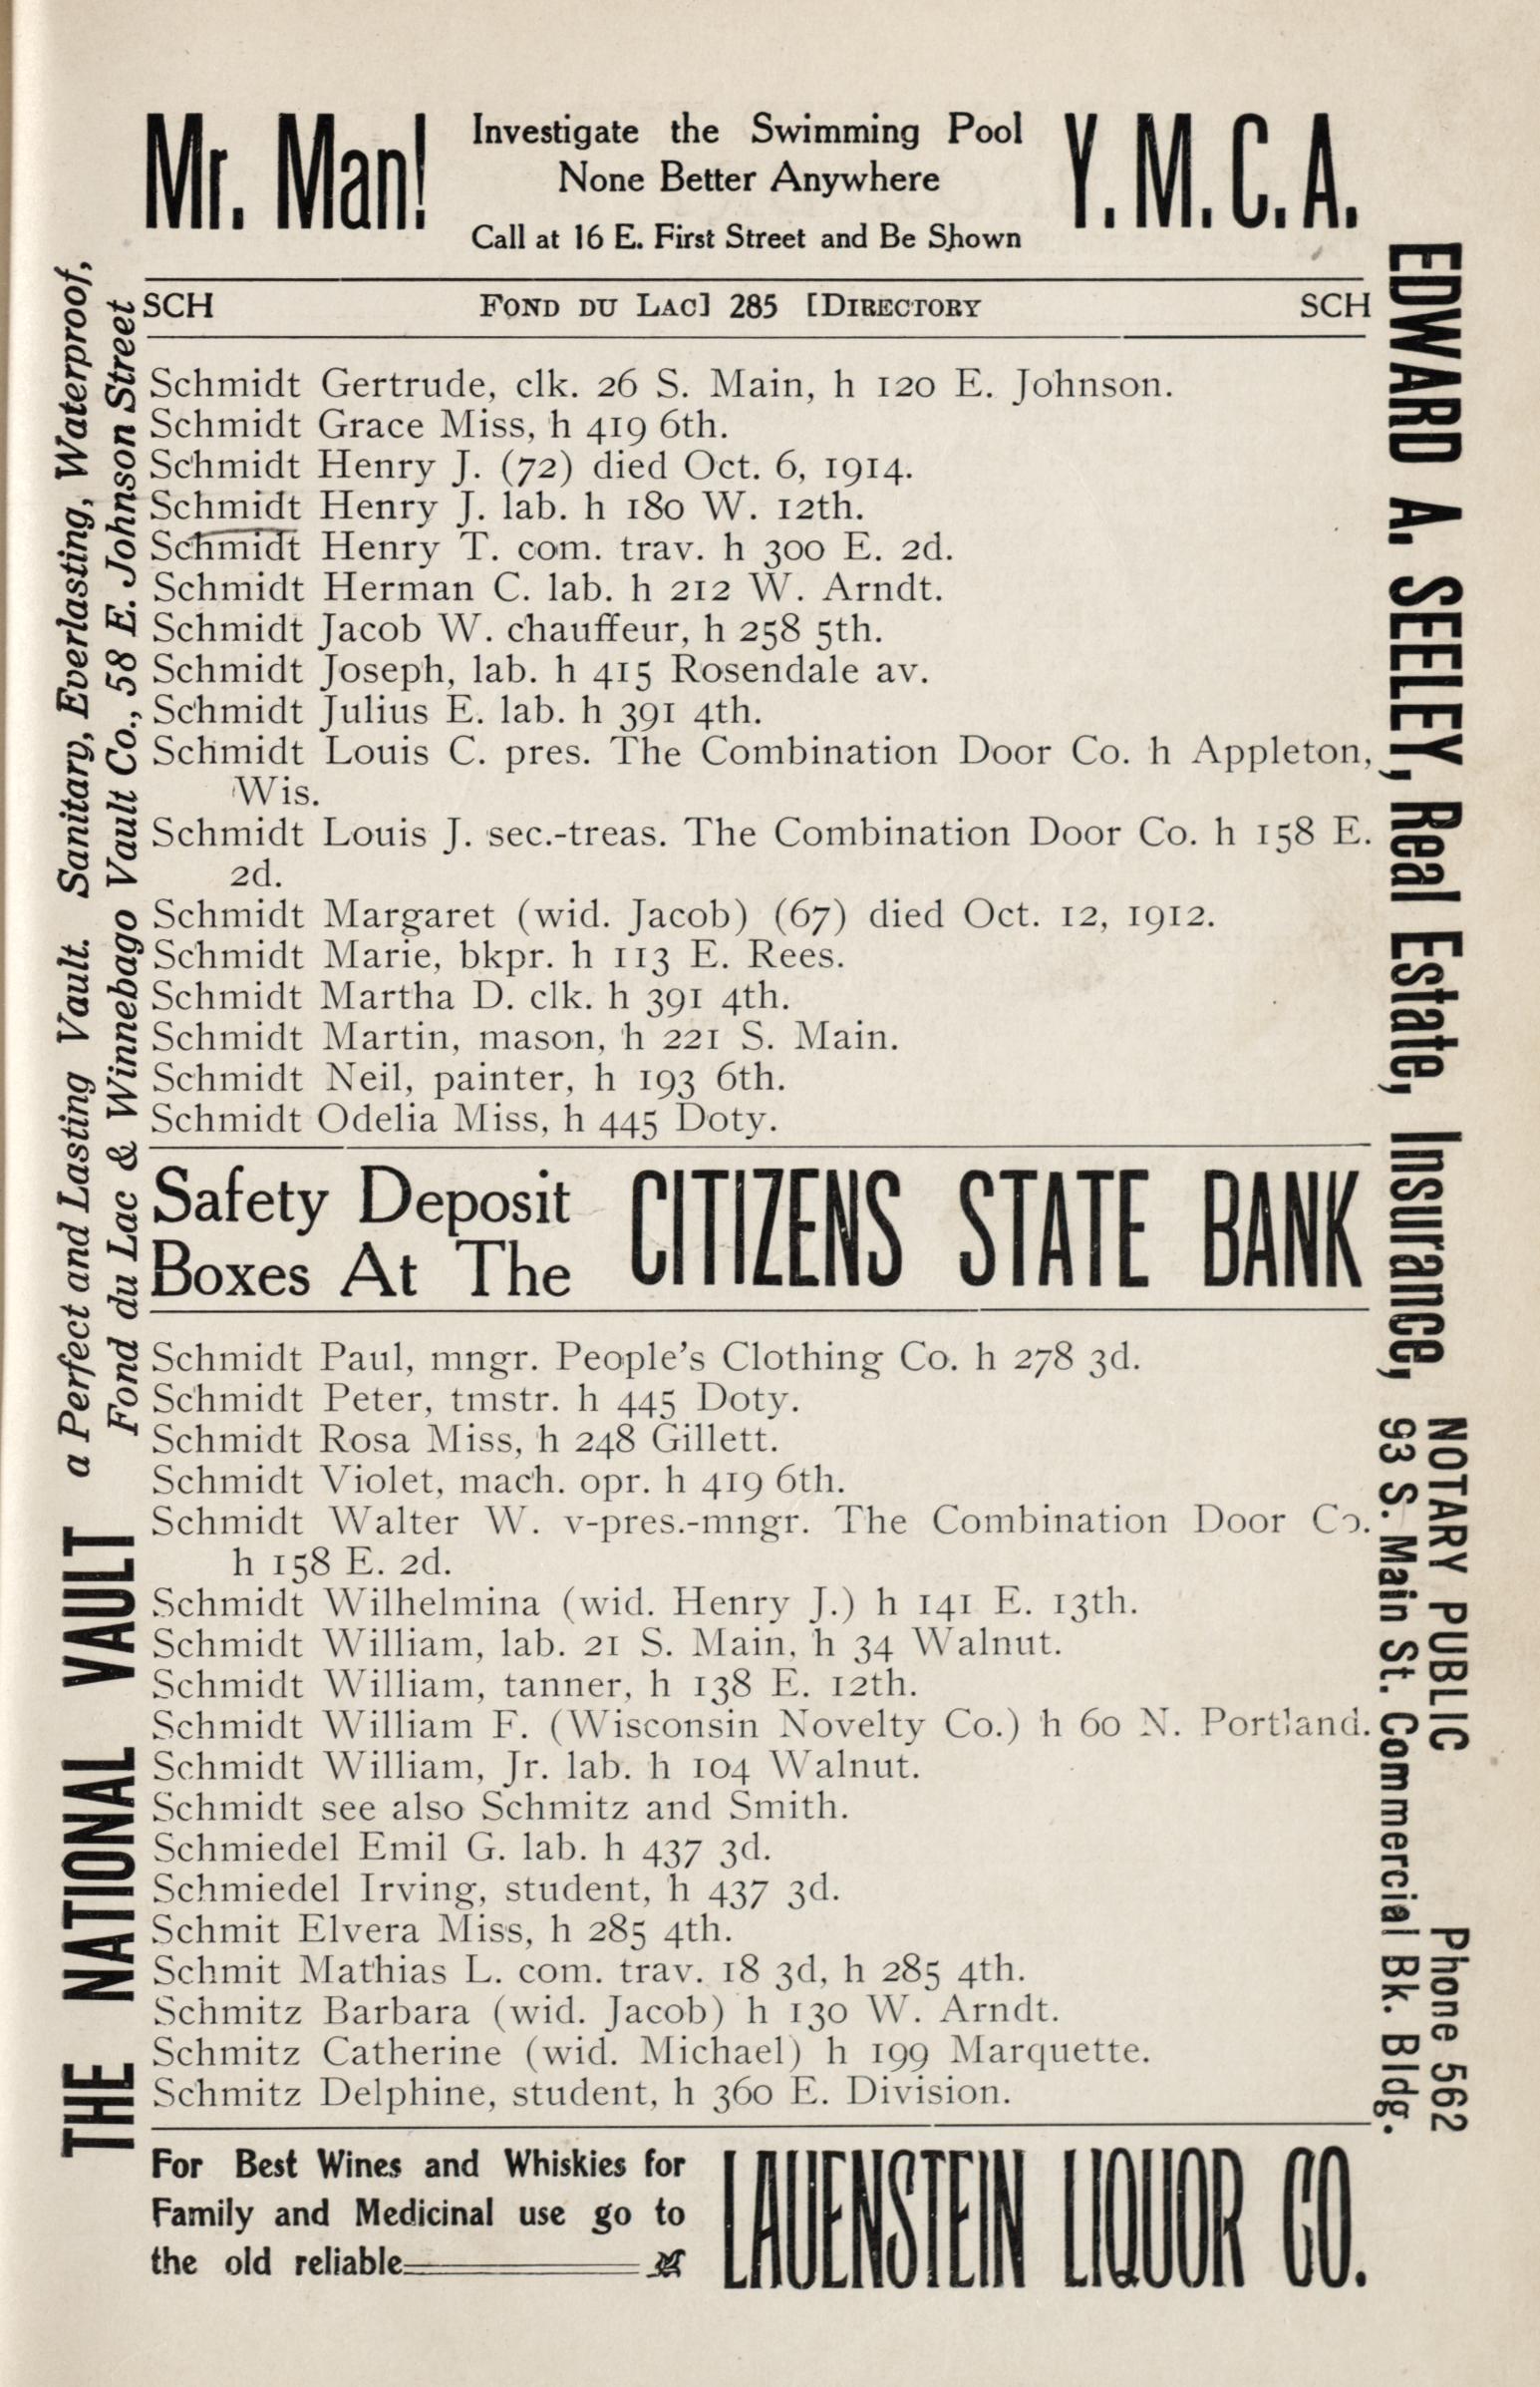 Mr. Man!
Investigate the Swimming Pool
None Better Anywhere
Call at 16 E. First Street and Be Shown
Y. M. C. A.
SCH FOND DU LAC] 285 [DIRECTORY SCH
Schmidt Gertrude, clk. 26 S. Main, h 120 E. Johnson.
Schmidt Grace Miss, h 419 6th.
Schmidt Henry J. (72) died Oct. 6, 1914.
Schmidt Henry J. lab. h 180 W. 12th.
Schmidt Henry T. com. trav. h 300 E. 2d.
Schmidt Herman C. lab. h 212 W. Arndt.
Schmidt Jacob W. chauffeur, h 258 5th.
Schmidt Joseph, lab. h 415 Rosendale av.
Schmidt Julius E. lab. h 391 4th.
Schmidt Louis C. pres. The Combination Door Co. h Appleton,
Wis.
Schmidt Louis J. sec.-treas. The Combination Door Co. h 158 E.
2d.
Schmidt Margaret (wid. Jacob) (67) died Oct. 12, 1912.
Schmidt Marie, bkpr. h 113 E. Rees.
Schmidt Martha D. clk. h 391 4th.
Schmidt Martin, mason, h 221 S. Main.
Schmidt Neil, painter, h 193 6th.
Schmidt Odelia Miss, h 445 Doty.
Safety Deposit
Boxes At The
CITIZENS STATE BANK
Schmidt Paul, mngr. People's Clothing Co. h 278 3d.
Schmidt Peter, tmstr. h 445 Doty.
Schmidt Rosa Miss, h 248 Gillett.
Schmidt Violet, mach. opr. h 419 6th.
Schmidt Walter W. v-pres.-mngr. The Combination Door Co.
h 158 E. 2d.
Schmidt Wilhelmina (wid. Henry J.) h 141 E. 13th.
Schmidt William, lab. 21 S. Main, h 34 Walnut.
Schmidt William, tanner, h 138 E. 12th.
Schmidt William F. (Wisconsin Novelty Co.) h 60 N. Portland.
Schmidt William, Jr. lab. h 104 Walnut.
Schmidt see also Schmitz and Smith.
Schmiedel Emil G. lab. h 437 3d.
Schmiedel Irving, student, h 437 3d.
Schmit Elvera Miss, h 285 4th.
Schmit Mathias L. com. trav. 18 3d, h 285 4th.
Schmitz Barbara (wid. Jacob) h 130 W. Arndt.
Schmitz Catherine (wid. Michael) h 199 Marquette.
Schmitz Delphine, student, h 360 E. Division.
For Best Wines and Whiskies for
Family and Medicinal use go to
the old reliable
LAUENSTEIN LIQUOR CO.
THE NATIONAL VAULT
a Perfect and Lasting Vault. Sanitary, Everlasting, Waterproof,
Fond du Lac & Winnebago Vault Co., 58 E. Johnson Street
EDWARD A. SEELEY, Real Estate, Insurance,
NOTARY PUBLIC Phone 562
93 S. Main St. Commercial Bk. Bldg.